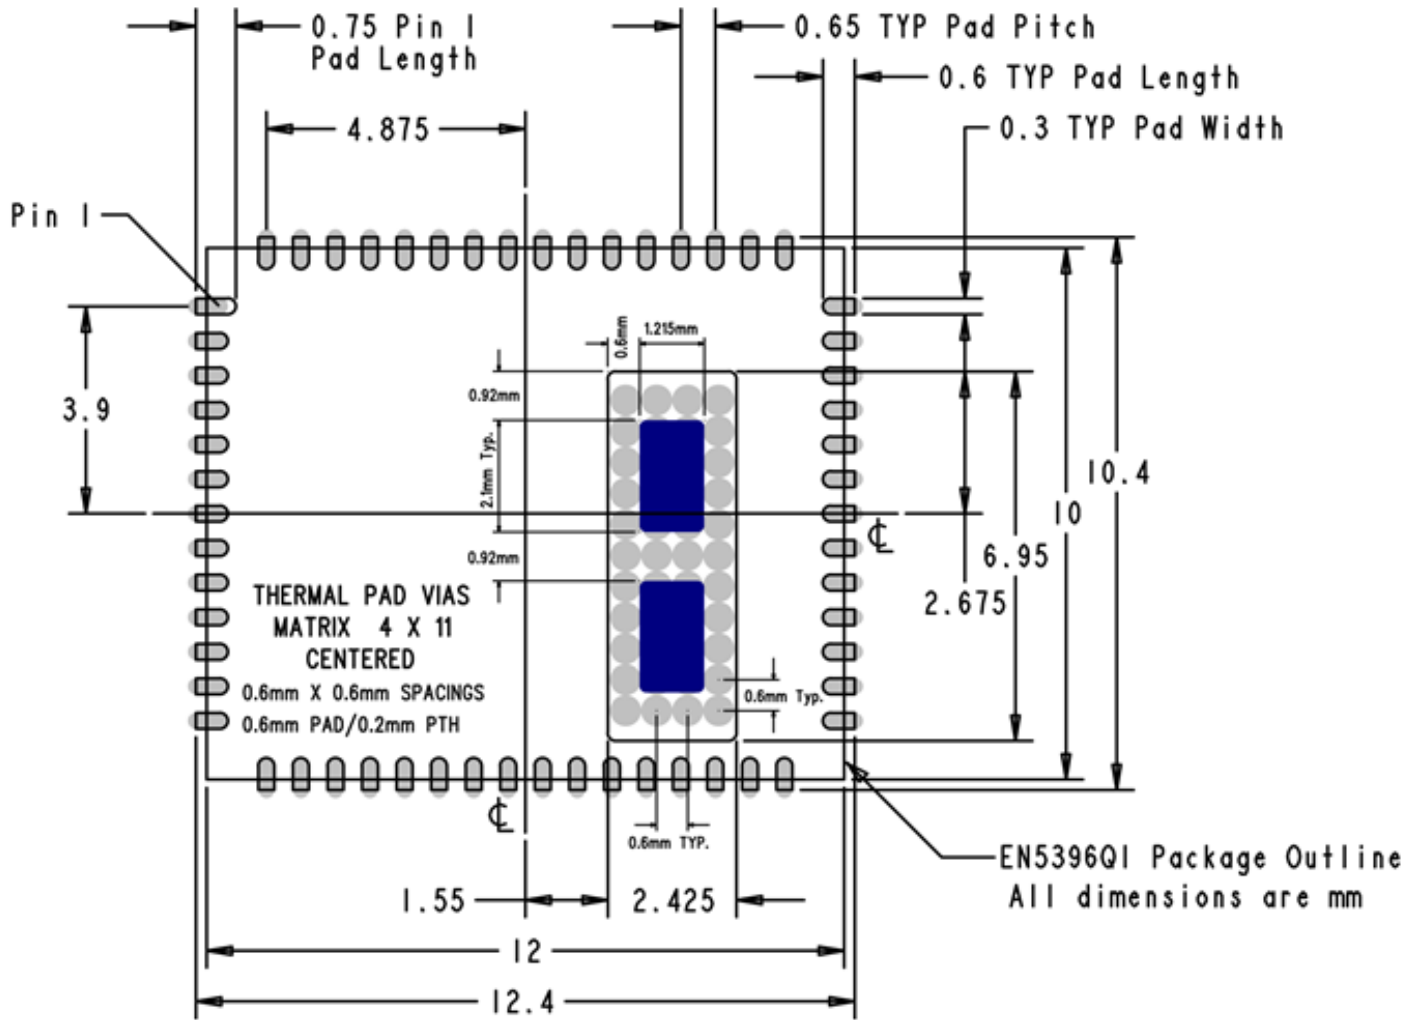 0.75 Pin 1
Pad Length
0.65 TYP Pad Pitch
0.6 TYP Pad Length
0.3 TYP Pad Width
4.875
Pin 1
0.6mm
1.215mm
0.92mm
3.9
2.1mm Typ.
10.4
10
0.92mm
6.95
2.675
THERMAL PAD VIAS
MATRIX 4 X 11
CENTERED
0.6mm X 0.6mm SPACINGS
0.6mm PAD/0.2mm PTH
0.6mm Typ.
℄
℄
0.6mm TYP.
EN5396QI Package Outline
All dimensions are mm
1.55
2.425
12
12.4